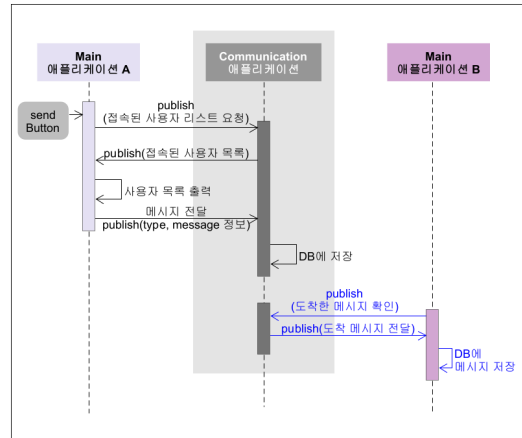 Main
애플리케이션 A
Communication
애플리케이션
Main
애플리케이션 B
send
Button
publish
(접속된 사용자 리스트 요청)
publish(접속된 사용자 목록)
사용자 목록 출력
메시지 전달
publish(type, message 정보)
DB에 저장
publish
(도착한 메시지 확인)
publish(도착 메시지 전달)
DB에
메시지 저장